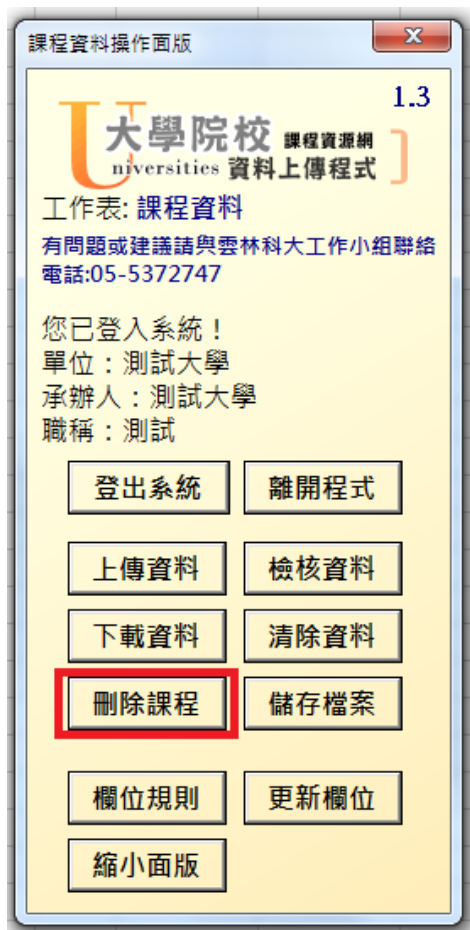 課程資料操作面版
1.3
U大學院校 課程資源網
niversities 資料上傳程式
工作表: 課程資料
有問題或建議請與雲林科大工作小組聯絡
電話:05-5372747
您已登入系統！
單位：測試大學
承辦人：測試大學
職稱：測試
登出系統 離開程式
上傳資料 檢核資料
下載資料 清除資料
刪除課程 儲存檔案
欄位規則 更新欄位
縮小面版